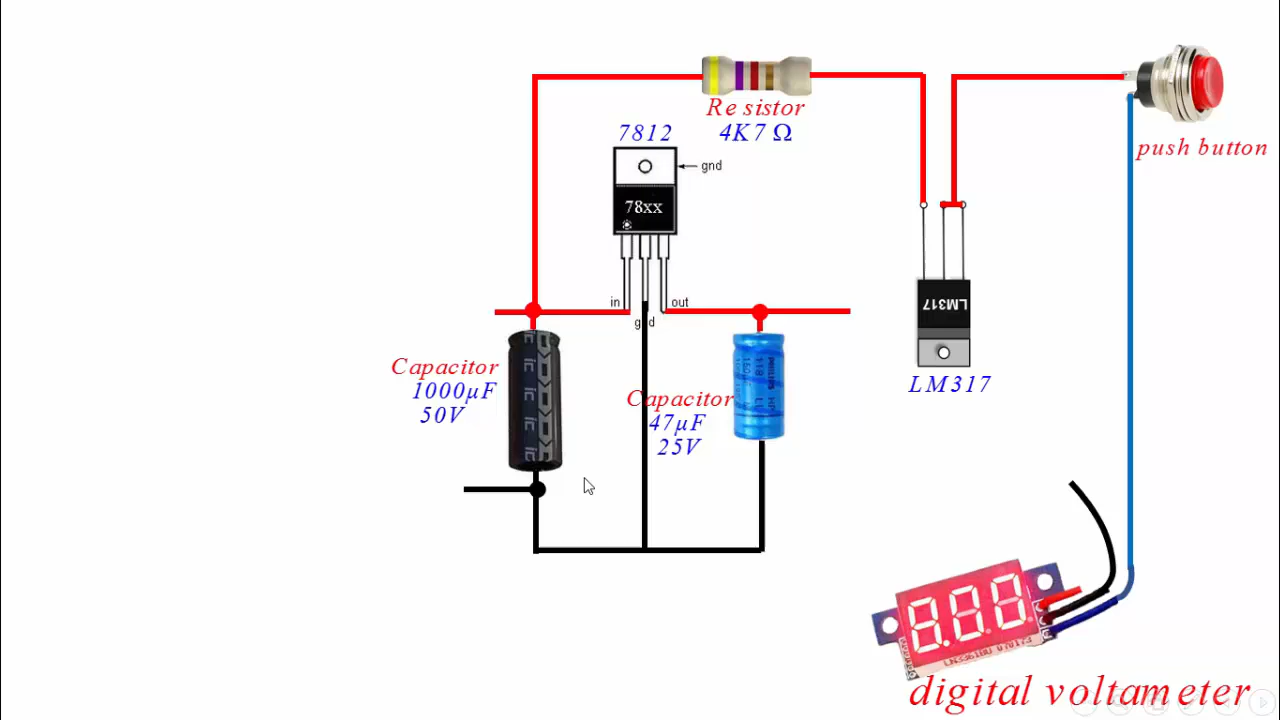 Re sistor
4K7 Ω
7812
gnd
78xx
push button
in
out
gnd
LM317
LM317
Capacitor
1000µF
50V
Capacitor
47µF
25V
PHILIPS
digital voltameter